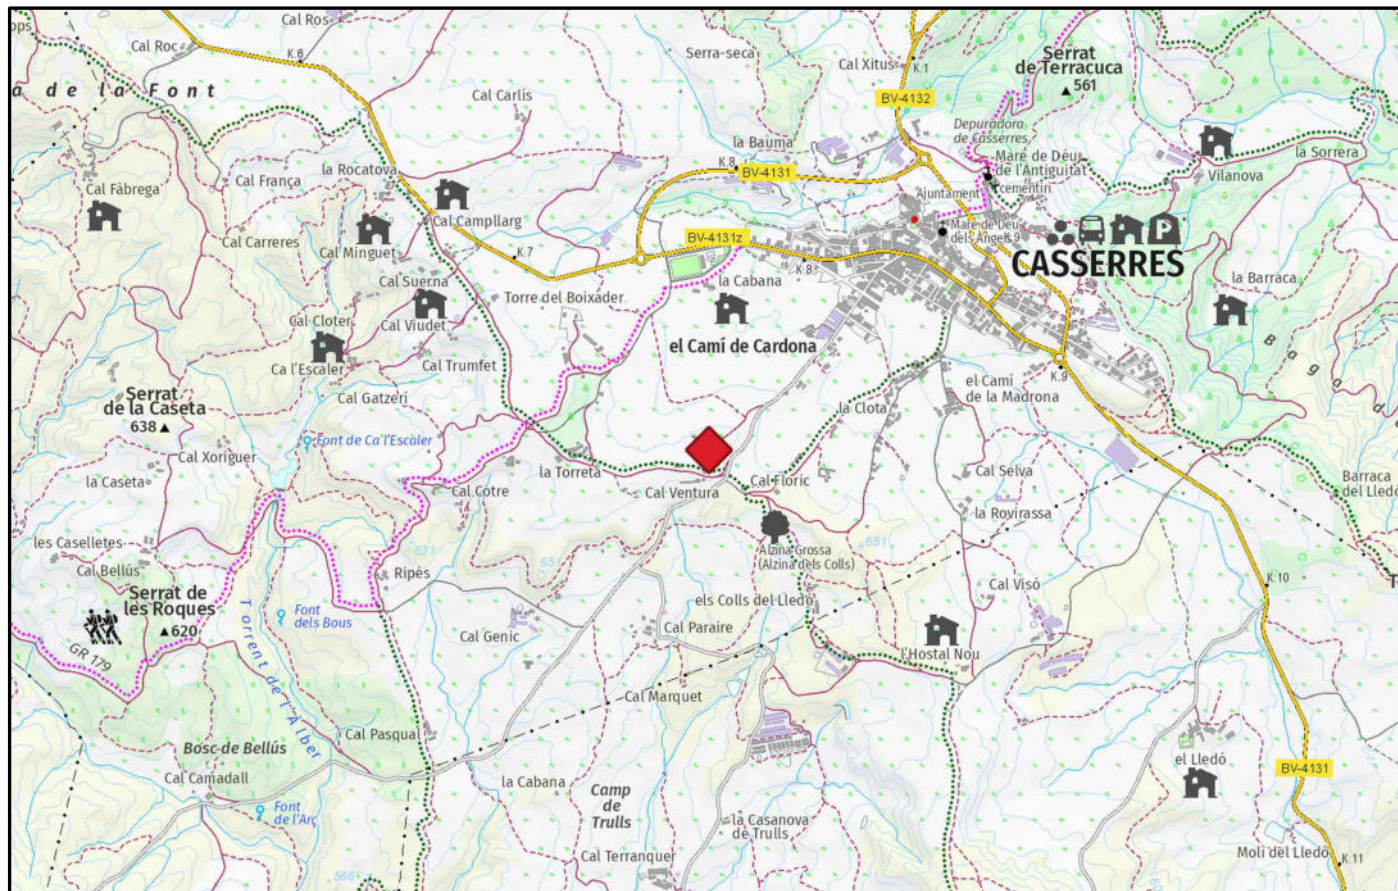 Cal Ros
ops
Cal Roc
K.6
Serra-seca
Cal Xitus
K.1
Serrat
de Terracuca
561
a de la Font
Cal Carlis
BV-4132
Depuradora
de Casserres
la Bauma
Mare de Déu
de l'Antiguitat
la Sorrera
K.8
BV-4131
la Rocatova
Cal França
Vilanova
Cal Fàbrega
Ajuntament
cementiri
Cal Campllarg
BV-4131z
Mare de Déu
dels Àngels
K.9
Cal Carreres
Cal Minguet
K.7
K.8
CASSERRES
Cal Suerna
Torre del Boixader
la Cabana
la Barraca
Cal Cloter
Cal Viudet
Ca l'Escaler
el Camí de Cardona
Bagad
Cal Trumfet
K.9
el Camí
de la Madrona
Serrat
de la Caseta
638
Cal Gatzerí
la Clota
Font de Ca l'Escaler
Cal Xoriguer
la Torreta
la Caseta
Cal Cotre
Cal Ventura
Cal Floric
Cal Selva
Barraca
del Lledó
la Rovirassa
les Caselletes
631
651
651
Alzina Grossa
(Alzina dels Colls)
Cal Bellús
Ripés
Cal Visó
K.10
T
Serrat de
les Roques
620
Font
dels Bous
els Colls del Lledó
Cal Genic
Cal Paraire
GR 179
Torrent de l'Àlber
l'Hostal Nou
Cal Marquet
Bosc de Bellús
Cal Pasqual
el Lledó
BV-4131
Cal Camadall
la Cabana
Camp
de
Trulls
Font
de l'Arç
la Casanova
de Trulls
Cal Terranquer
Molí del Lledó
K.11
566